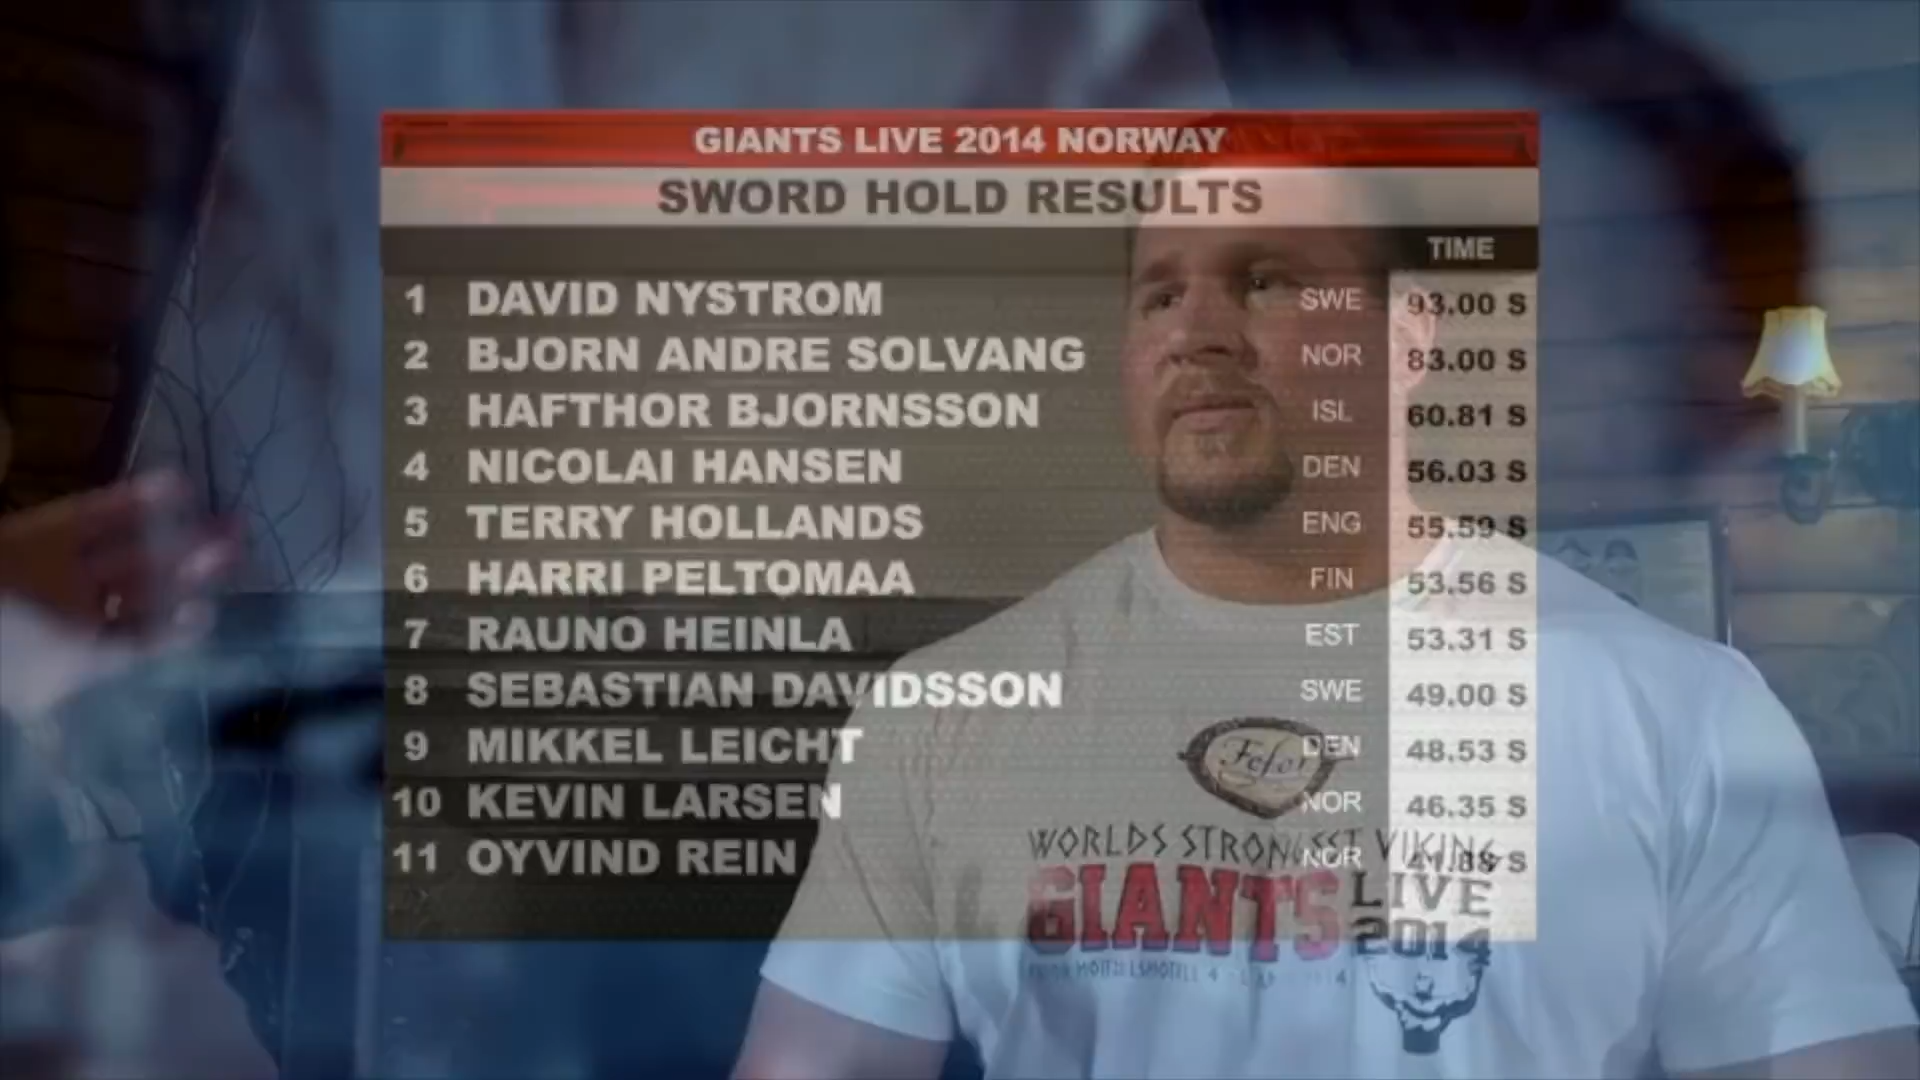 GIANTS LIVE 2014 NORWAY
SWORD HOLD RESULTS
TIME
1 DAVID NYSTROM SWE 93.00 S
2 BJORN ANDRE SOLVANG NOR 83.00 S
3 HAFTHOR BJORNSSON ISL 60.81 S
4 NICOLAI HANSEN DEN 56.03 S
5 TERRY HOLLANDS ENG 55.59 S
6 HARRI PELTOMAA FIN 53.56 S
7 RAUNO HEINLA EST 53.31 S
8 SEBASTIAN DAVIDSSON SWE 49.00 S
9 MIKKEL LEICHT DEN 48.53 S
10 KEVIN LARSEN NOR 46.35 S
11 OYVIND REIN NOR 41.88 S
Fefor
WORLDS STRONGEST VIKING
GIANTS LIVE
2014